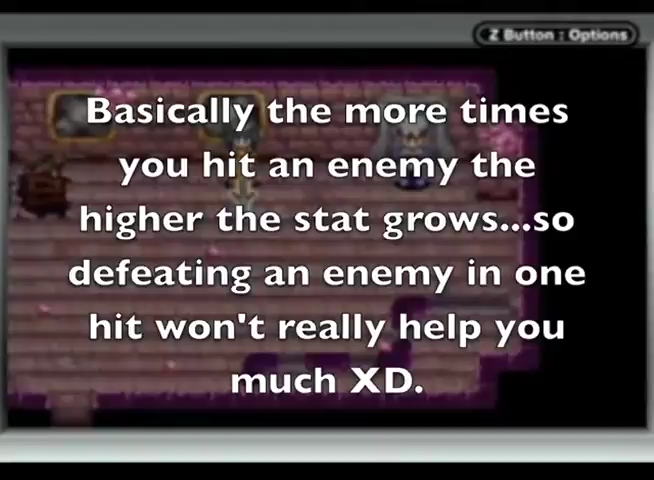 Z Button : Options
Basically the more times
you hit an enemy the
higher the stat grows...so
defeating an enemy in one
hit won't really help you
much XD.